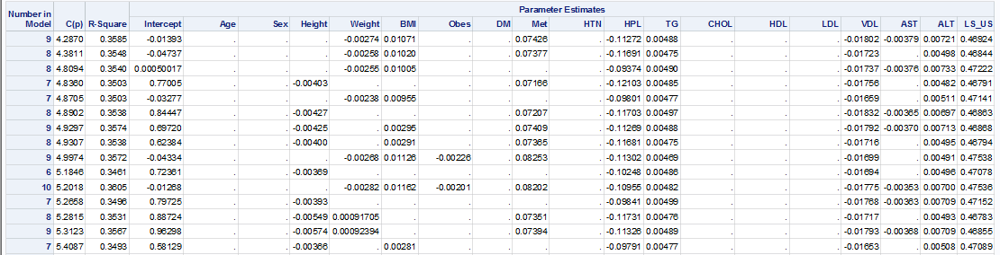 Parameter Estimates
Number in
Model C(p) R-Square Intercept Age Sex Height Weight BMI Obes DM Met HTN HPL TG CHOL HDL LDL VDL AST ALT LS_US
9 4.2870 0.3585 -0.01393 . . . -0.00274 0.01071 . . 0.07426 . -0.11272 0.00488 . . . -0.01802 -0.00379 0.00721 0.46924
8 4.3811 0.3548 -0.04737 . . . -0.00258 0.01020 . . 0.07377 . -0.11691 0.00475 . . . -0.01723 . 0.00498 0.46844
8 4.8094 0.3540 0.00050017 . . . -0.00255 0.01005 . . . . -0.09374 0.00490 . . . -0.01737 -0.00376 0.00733 0.47222
7 4.8360 0.3503 0.77005 . . -0.00403 . . . . 0.07166 . -0.12103 0.00485 . . . -0.01756 . 0.00482 0.46791
7 4.8705 0.3503 -0.03277 . . . -0.00238 0.00955 . . . . -0.09801 0.00477 . . . -0.01659 . 0.00511 0.47141
8 4.8902 0.3538 0.84447 . . -0.00427 . . . . 0.07207 . -0.11703 0.00497 . . . -0.01832 -0.00365 0.00697 0.46863
9 4.9297 0.3574 0.69720 . . -0.00425 . 0.00295 . . 0.07409 . -0.11269 0.00488 . . . -0.01792 -0.00370 0.00713 0.46868
8 4.9307 0.3538 0.62384 . . -0.00400 . 0.00291 . . 0.07365 . -0.11681 0.00475 . . . -0.01716 . 0.00495 0.46794
9 4.9974 0.3572 -0.04334 . . . -0.00268 0.01126 -0.00226 . 0.08253 . -0.11302 0.00469 . . . -0.01699 . 0.00491 0.47538
6 5.1846 0.3461 0.72361 . . -0.00369 . . . . . . -0.10248 0.00486 . . . -0.01694 . 0.00496 0.47078
10 5.2018 0.3605 -0.01268 . . . -0.00282 0.01162 -0.00201 . 0.08202 . -0.10955 0.00482 . . . -0.01775 -0.00353 0.00700 0.47536
7 5.2658 0.3496 0.79725 . . -0.00393 . . . . . . -0.09841 0.00499 . . . -0.01768 -0.00363 0.00709 0.47152
8 5.2815 0.3531 0.88724 . . -0.00549 0.00091705 . . . 0.07351 . -0.11731 0.00476 . . . -0.01717 . 0.00493 0.46783
9 5.3123 0.3567 0.96298 . . -0.00574 0.00092394 . . . 0.07394 . -0.11326 0.00489 . . . -0.01793 -0.00368 0.00709 0.46855
7 5.4087 0.3493 0.58129 . . -0.00366 . 0.00281 . . . . -0.09791 0.00477 . . . -0.01653 . 0.00508 0.47089